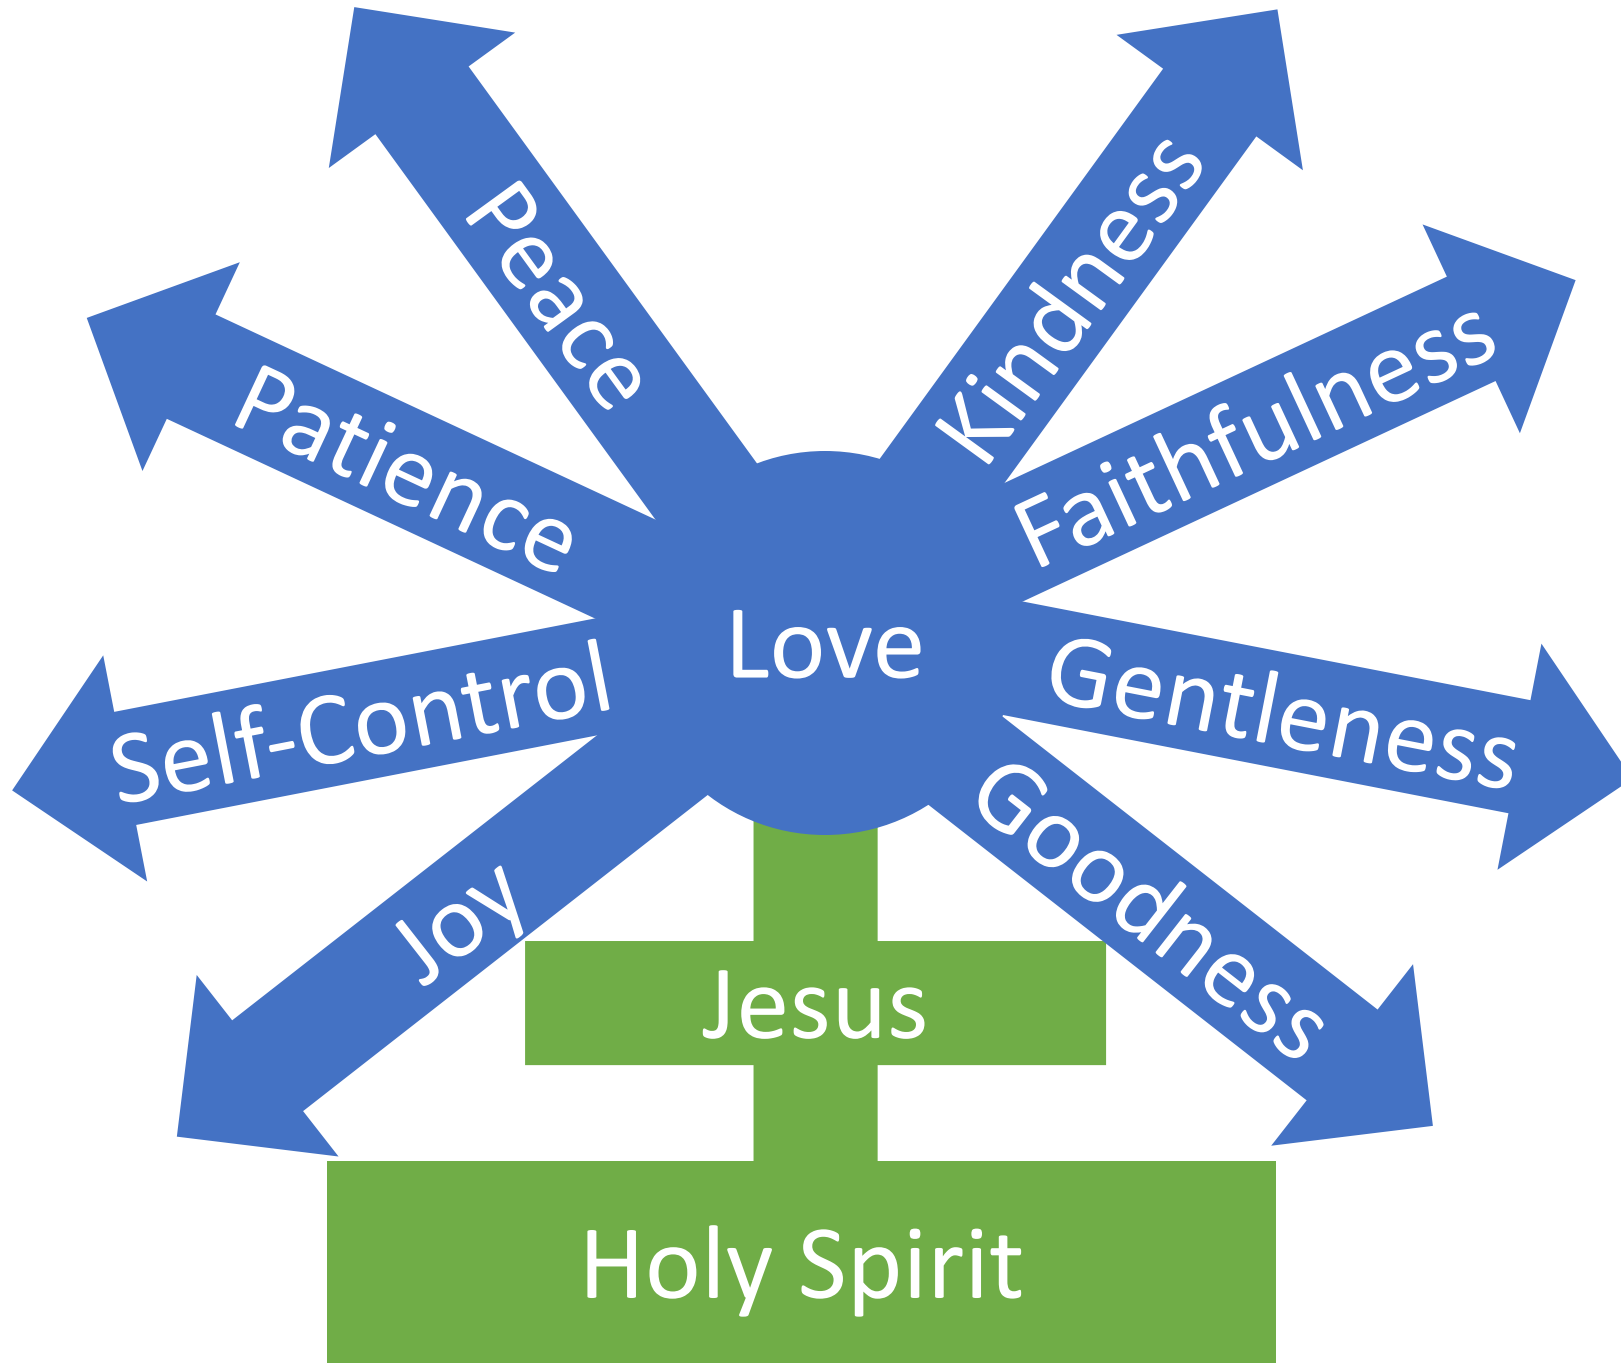 Peace
Kindness
Patience
Faithfulness
Love
Self-Control
Gentleness
Joy
Goodness
Jesus
Holy Spirit